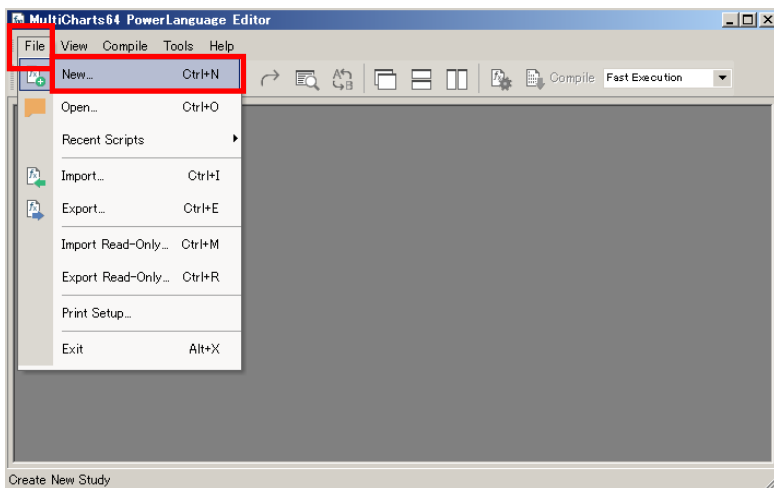 MultiCharts64 PowerLanguage Editor
File View Compile Tools Help
New... Ctrl+N
Compile Fast Execution
Open... Ctrl+O
Recent Scripts
Import... Ctrl+I
Export... Ctrl+E
Import Read-Only... Ctrl+M
Export Read-Only... Ctrl+R
Print Setup...
Exit Alt+X
Create New Study